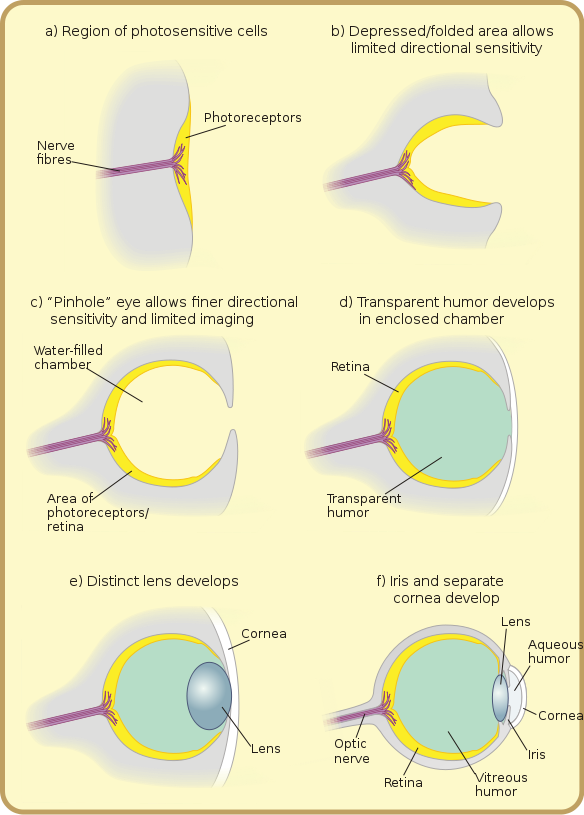 a) Region of photosensitive cells
Photoreceptors
Nerve
fibres
b) Depressed/folded area allows
limited directional sensitivity
c) “Pinhole” eye allows finer directional
sensitivity and limited imaging
Water-filled
chamber
Area of
photoreceptors/
retina
d) Transparent humor develops
in enclosed chamber
Retina
Transparent
humor
e) Distinct lens develops
Cornea
Lens
f) Iris and separate
cornea develop
Lens
Aqueous
humor
Cornea
Iris
Optic
nerve
Retina
Vitreous
humor